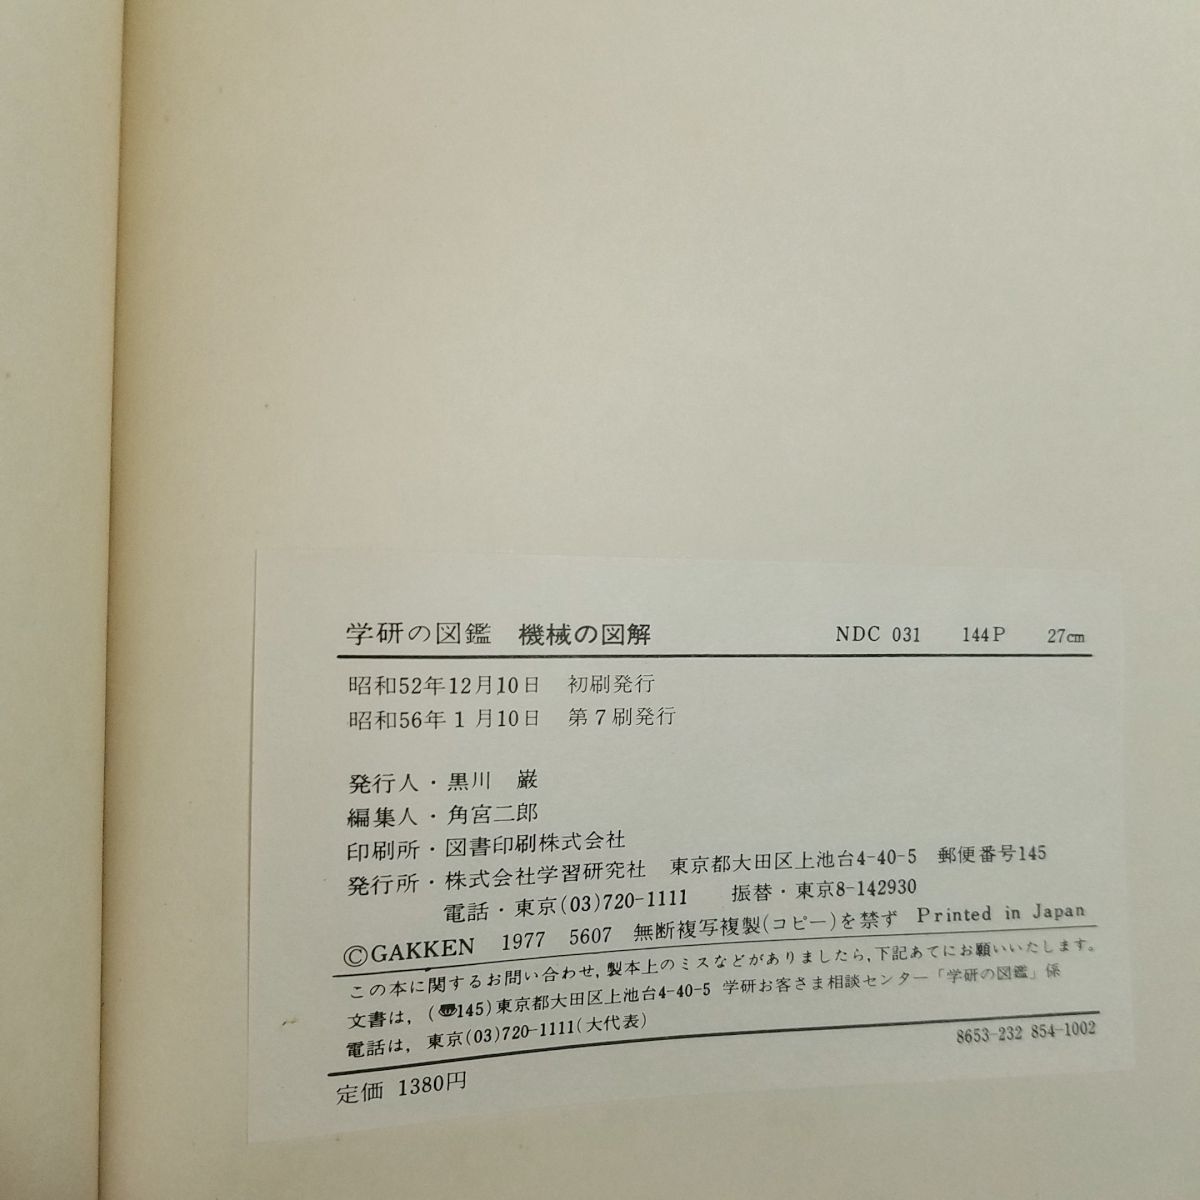 学研の図鑑 機械の図解 NDC 031 144P 27cm
昭和52年12月10日 初刷発行
昭和56年1月10日 第7刷発行
発行人・黒川 巌
編集人・角宮二郎
印刷所・図書印刷株式会社
発行所・株式会社学習研究社 東京都大田区上池台4-40-5 郵便番号145
電話・東京(03)720-1111 振替・東京8-142930
©GAKKEN 1977 5607 無断複写複製(コピー)を禁ず Printed in Japan
この本に関するお問い合わせ,製本上のミスなどがありましたら,下記あてにお願いいたします。
文書は,(〠145)東京都大田区上池台4-40-5 学研お客さま相談センター「学研の図鑑」係
電話は,東京(03)720-1111(大代表)
8653-232 854-1002
定価 1380円